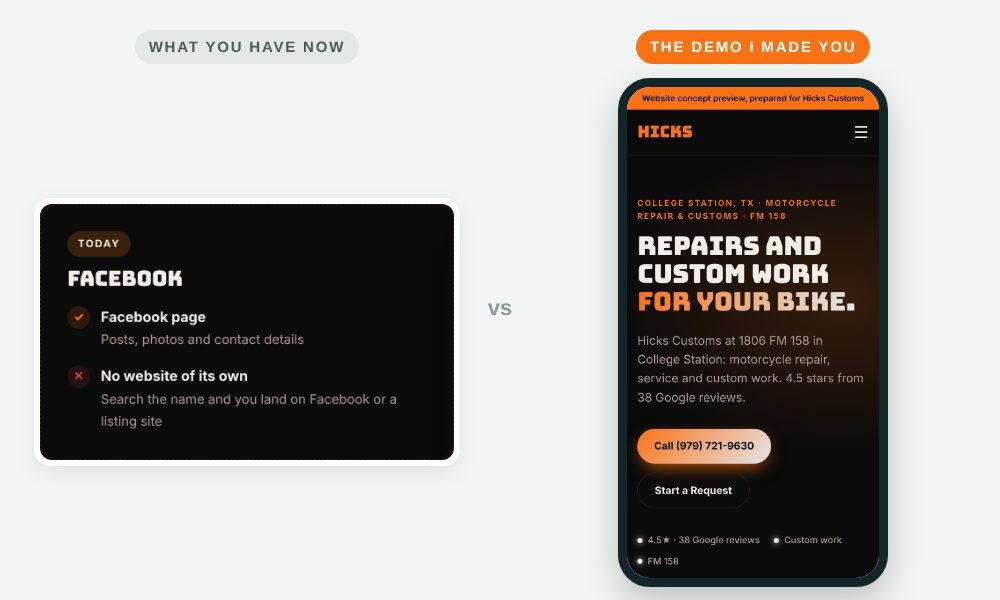 WHAT YOU HAVE NOW
TODAY
FACEBOOK
Facebook page
Posts, photos and contact details
No website of its own
Search the name and you land on Facebook or a
listing site
vs
THE DEMO I MADE YOU
Website concept preview, prepared for Hicks Customs
HICKS
COLLEGE STATION, TX · MOTORCYCLE
REPAIR & CUSTOMS · FM 158
REPAIRS AND
CUSTOM WORK
FOR YOUR BIKE.
Hicks Customs at 1806 FM 158 in
College Station: motorcycle repair,
service and custom work. 4.5 stars from
38 Google reviews.
Call (979) 721-9630
Start a Request
4.5★ · 38 Google reviews
Custom work
FM 158